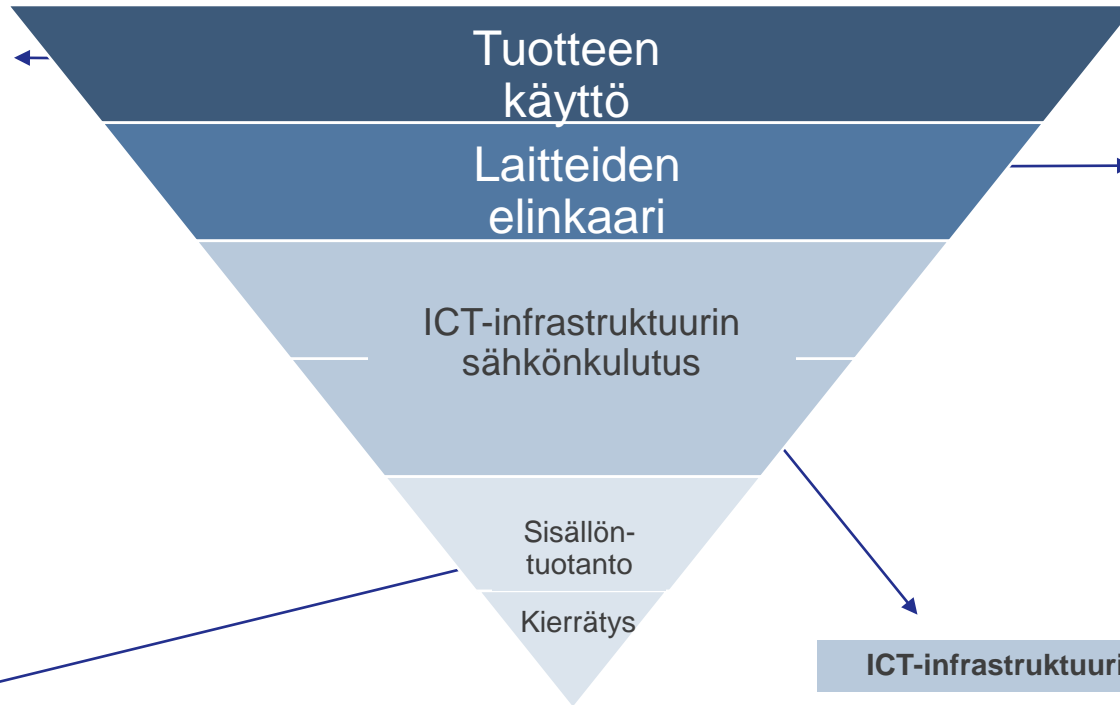 Tuotteen
käyttö
Laitteiden
elinkaari
ICT-infrastruktuurin
sähkönkulutus
Sisällön-
tuotanto
Kierrätys
ICT-infrastruktuuri